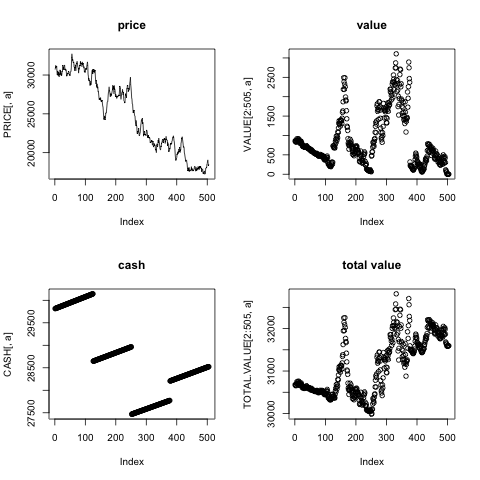 price
PRICE[, a]
30000
25000
20000
0 100 200 300 400 500
Index
value
VALUE[2:505, a]
2500
1500
500
0
0 100 200 300 400 500
Index
cash
CASH[, a]
29500
28500
27500
0 100 200 300 400 500
Index
total value
TOTAL.VALUE[2:505, a]
32000
31000
30000
0 100 200 300 400 500
Index